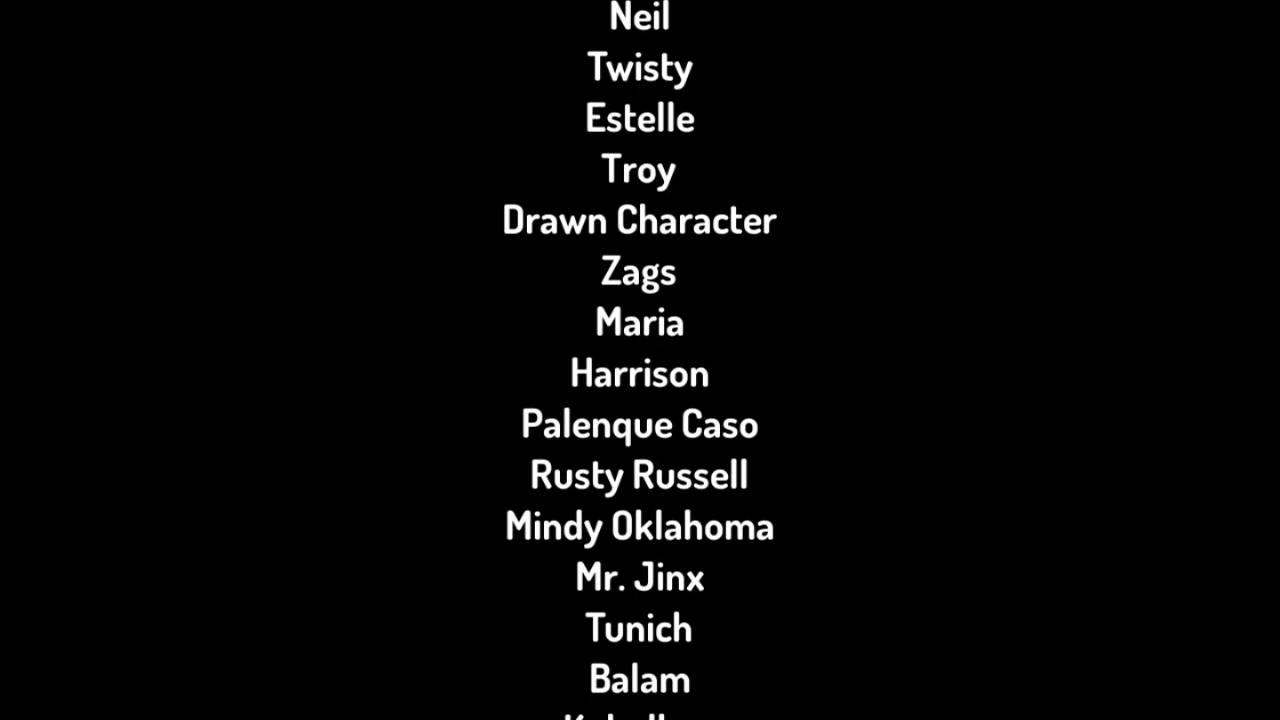 Neil
Twisty
Estelle
Troy
Drawn Character
Zags
Maria
Harrison
Palenque Caso
Rusty Russell
Mindy Oklahoma
Mr. Jinx
Tunich
Balam